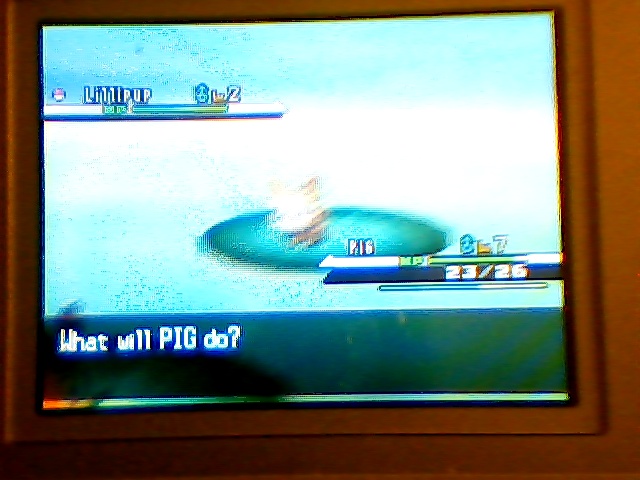 Lillipup ♂Lv2
HP
PIG ♂Lv7
HP
23/26
What will PIG do?